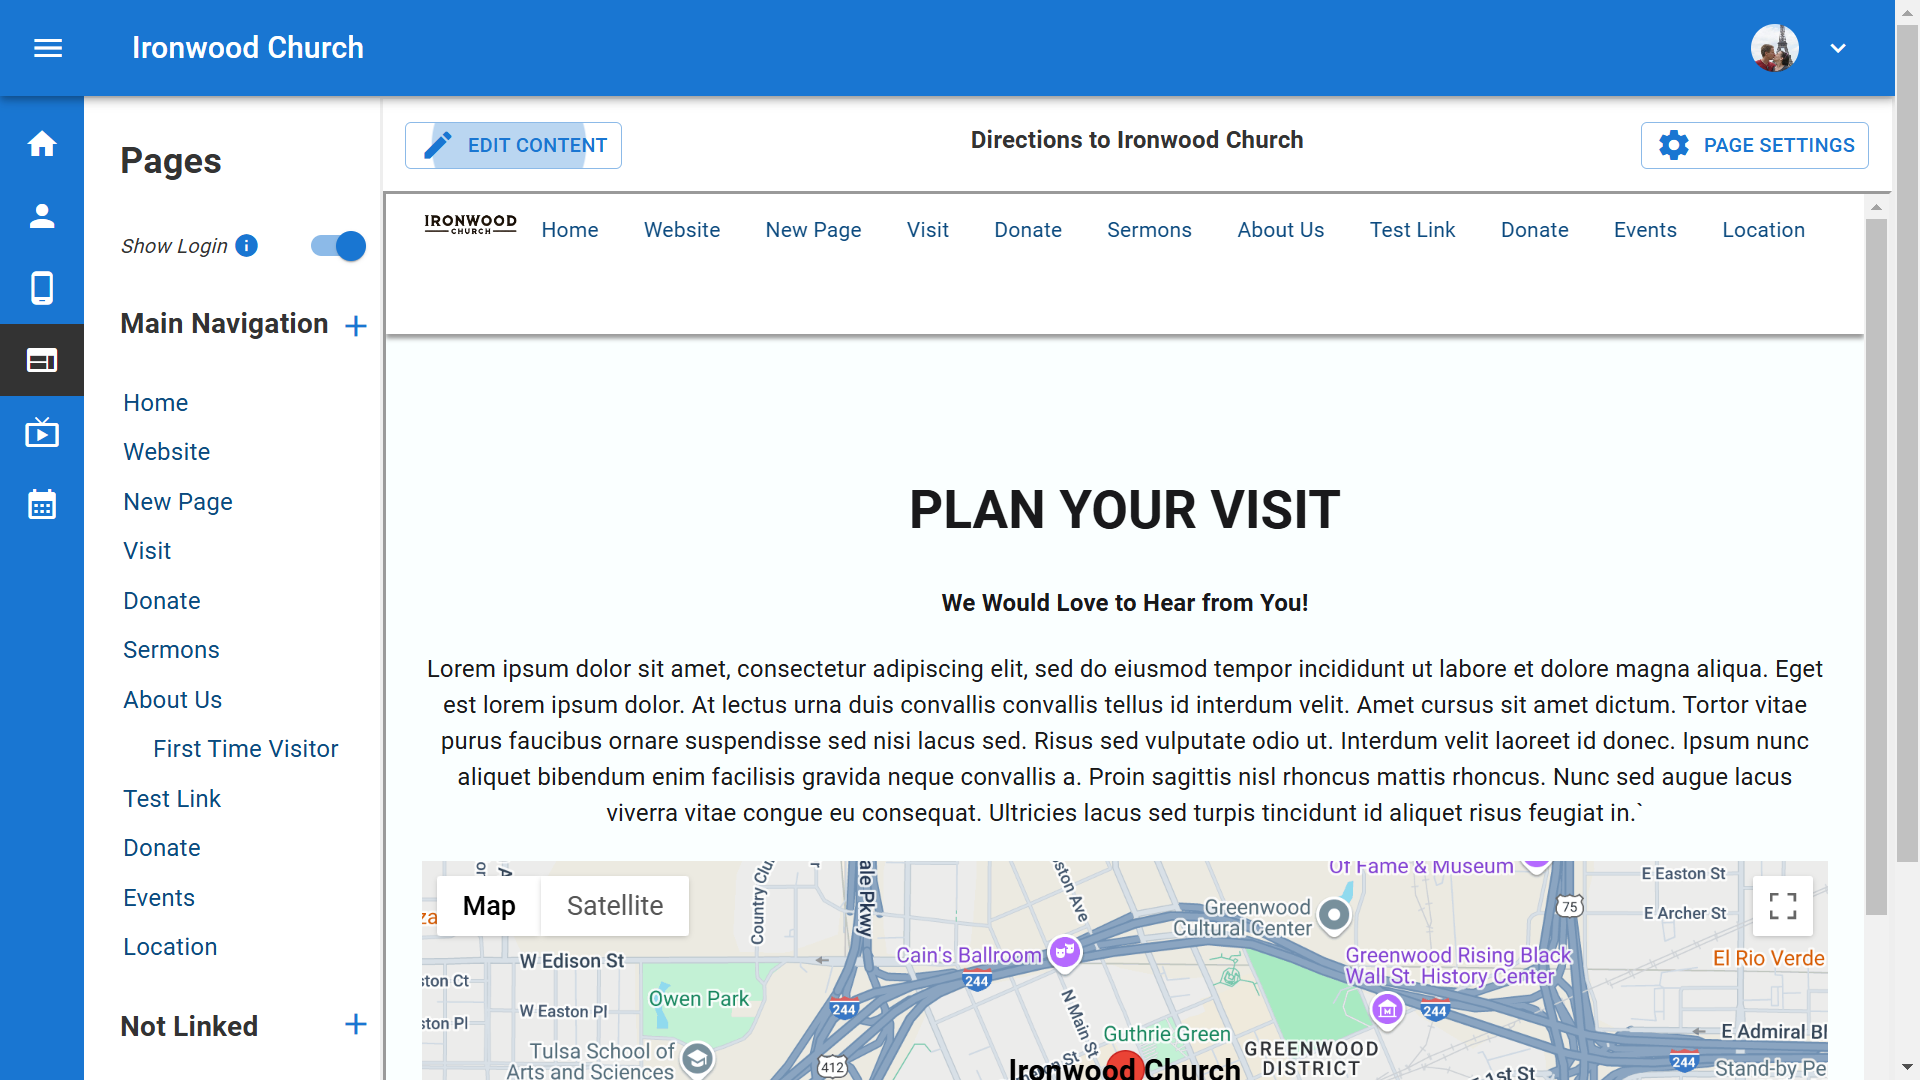 Ironwood Church
Pages
Show Login
Main Navigation
Home
Website
New Page
Visit
Donate
Sermons
About Us
First Time Visitor
Test Link
Donate
Events
Location
Not Linked
EDIT CONTENT
Directions to Ironwood Church
PAGE SETTINGS
IRONWOOD
CHURCH
Home Website New Page Visit Donate Sermons About Us Test Link Donate Events Location
PLAN YOUR VISIT
We Would Love to Hear from You!
Lorem ipsum dolor sit amet, consectetur adipiscing elit, sed do eiusmod tempor incididunt ut labore et dolore magna aliqua. Eget
est lorem ipsum dolor. At lectus urna duis convallis convallis tellus id interdum velit. Amet cursus sit amet dictum. Tortor vitae
purus faucibus ornare suspendisse sed nisi lacus sed. Risus sed vulputate odio ut. Interdum velit laoreet id donec. Ipsum nunc
aliquet bibendum enim facilisis gravida neque convallis a. Proin sagittis nisl rhoncus mattis rhoncus. Nunc sed augue lacus
viverra vitae congue eu consequat. Ultricies lacus sed turpis tincidunt id aliquet risus feugiat in.`
Map
Satellite
Country Clu
ale Pkwy
ston Ave
Of Fame & Museum
75
E Easton St
E Archer St
Greenwood
Cultural Center
Cain's Ballroom
244
Greenwood Rising Black
Wall St. History Center
El Rio Verde
W Edison St
ston Ct
Owen Park
W Easton Pl
ston Pl
244
N Main St
244
Guthrie Green
E Admiral Bl
Tulsa School of
Arts and Sciences
412
Ironwood Church
GREENWOOD
DISTRICT
1st St
244
Stand-by Pe